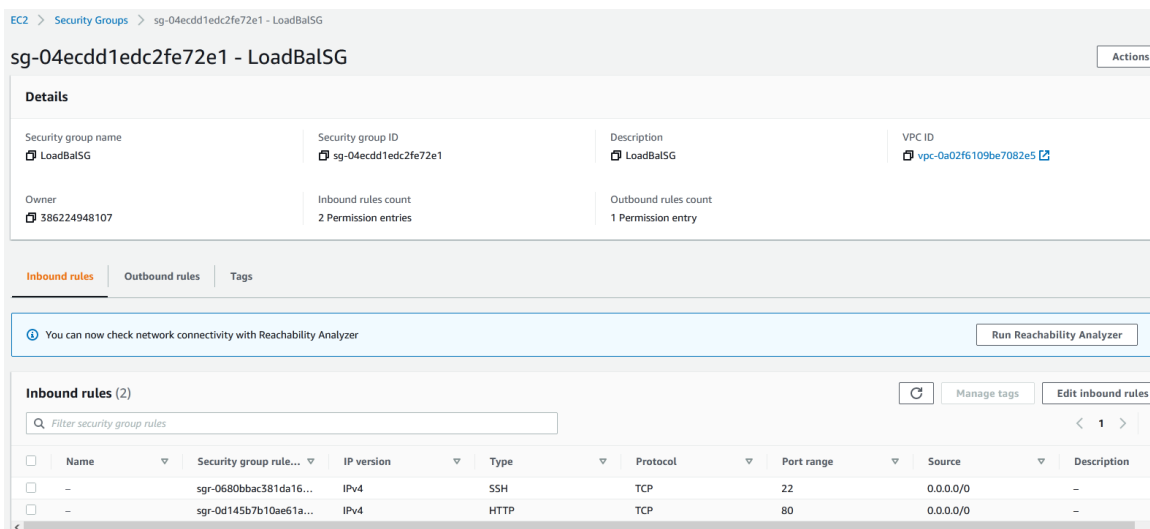 EC2 > Security Groups > sg-04ecdd1edc2fe72e1 - LoadBalSG
sg-04ecdd1edc2fe72e1 - LoadBalSG
Actions
Details
Security group name Security group ID Description VPC ID
LoadBalSG sg-04ecdd1edc2fe72e1 LoadBalSG vpc-0a02f6109be7082e5
Owner Inbound rules count Outbound rules count
386224948107 2 Permission entries 1 Permission entry
Inbound rules Outbound rules Tags
You can now check network connectivity with Reachability Analyzer Run Reachability Analyzer
Inbound rules (2) Manage tags Edit inbound rules
Filter security group rules < 1 >
Name Security group rule... IP version Type Protocol Port range Source Description
– sgr-0680bbac381da16... IPv4 SSH TCP 22 0.0.0.0/0 –
– sgr-0d145b7b10ae61a... IPv4 HTTP TCP 80 0.0.0.0/0 –